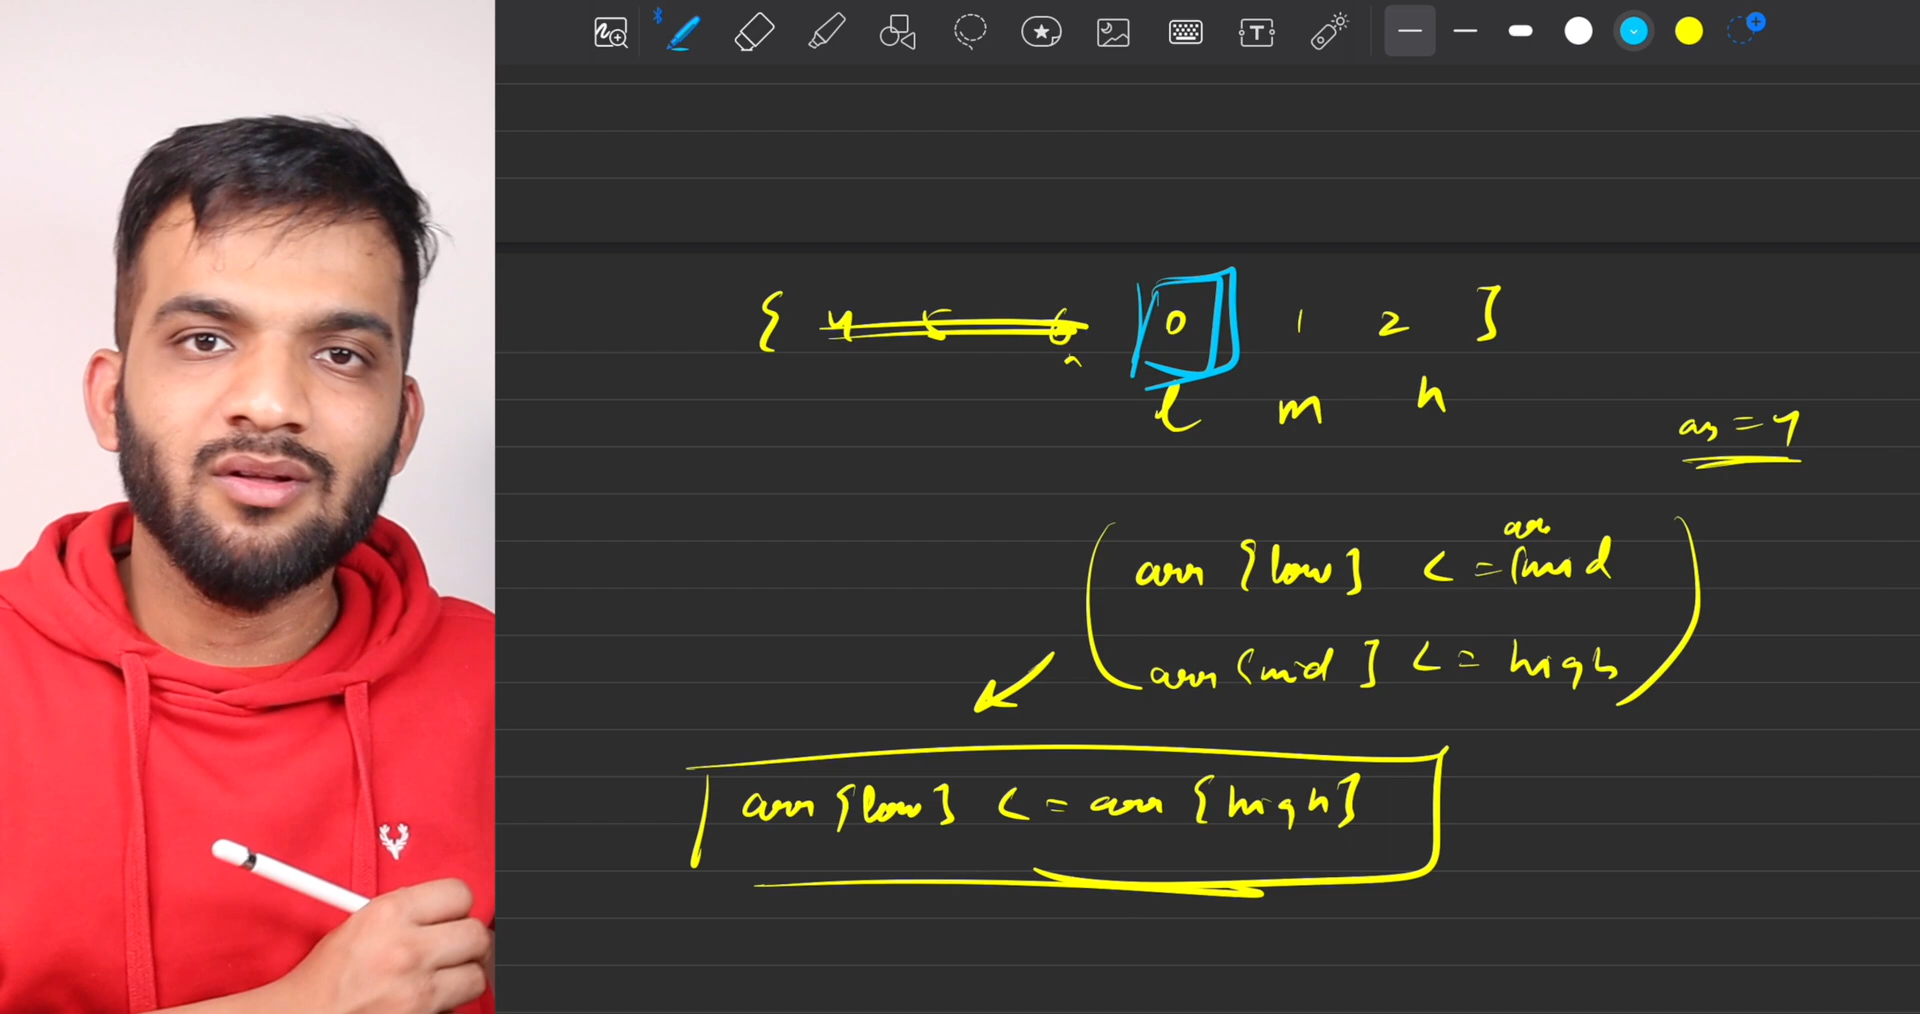 { 4 5 6 0 1 2 }
l m h
ans = 4
arr
arr [low] <= [mid
arr [mid] <= high
arr [low] <= arr [high]